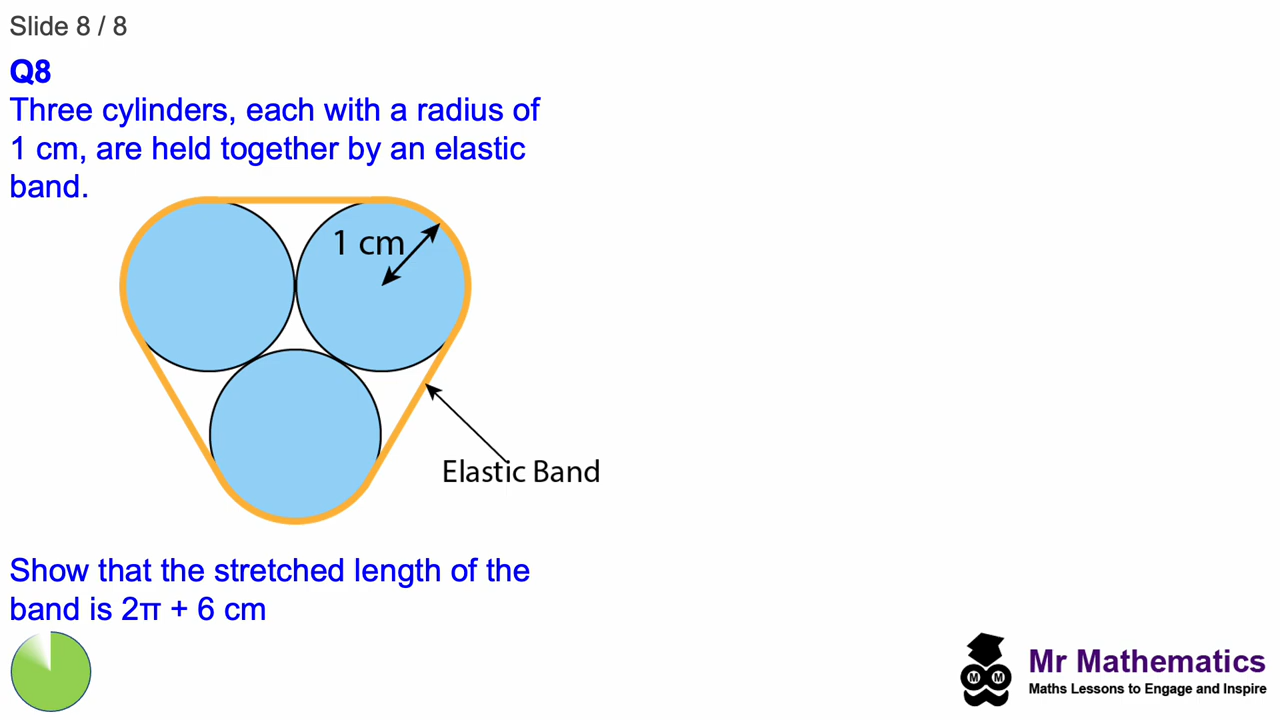 Slide 8 / 8
Q8
Three cylinders, each with a radius of
1 cm, are held together by an elastic
band.
1 cm
Elastic Band
Show that the stretched length of the
band is 2π + 6 cm
M M
Mr Mathematics
Maths Lessons to Engage and Inspire